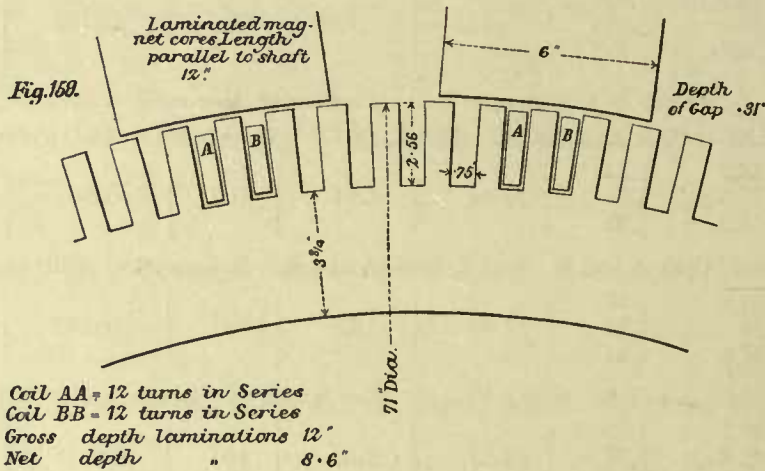 Laminated mag-
net cores. Length
parallel to shaft
12."
Fig.159.
6"
Depth
of Gap ·31"
A
B
A
B
2·56
·75"
3 3/4"
71" Dia.
Coil AA = 12 turns in Series
Coil BB = 12 turns in Series
Gross depth laminations 12"
Net depth " 8·6"